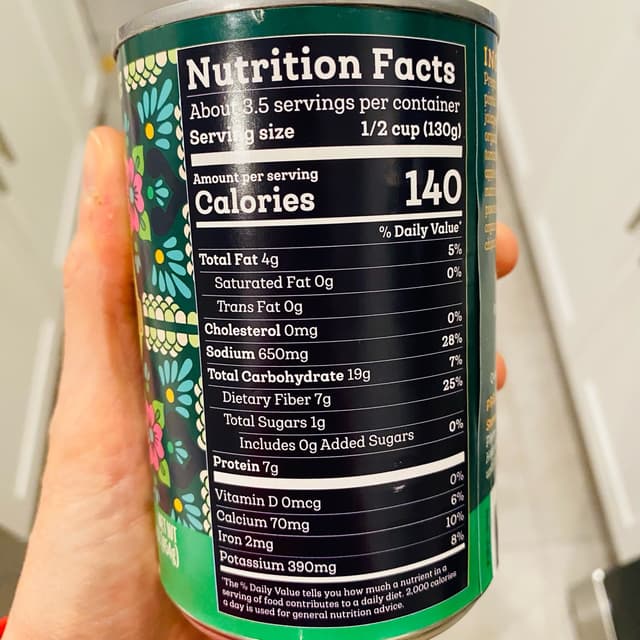 Nutrition Facts
About 3.5 servings per container
Serving size 1/2 cup (130g)
Amount per serving
Calories 140
% Daily Value*
Total Fat 4g 5%
Saturated Fat 0g 0%
Trans Fat 0g
Cholesterol 0mg 0%
Sodium 650mg 28%
Total Carbohydrate 19g 7%
Dietary Fiber 7g 25%
Total Sugars 1g
Includes 0g Added Sugars 0%
Protein 7g
Vitamin D 0mcg 0%
Calcium 70mg 6%
Iron 2mg 10%
Potassium 390mg 8%
*The % Daily Value tells you how much a nutrient in a
serving of food contributes to a daily diet. 2,000 calories
a day is used for general nutrition advice.